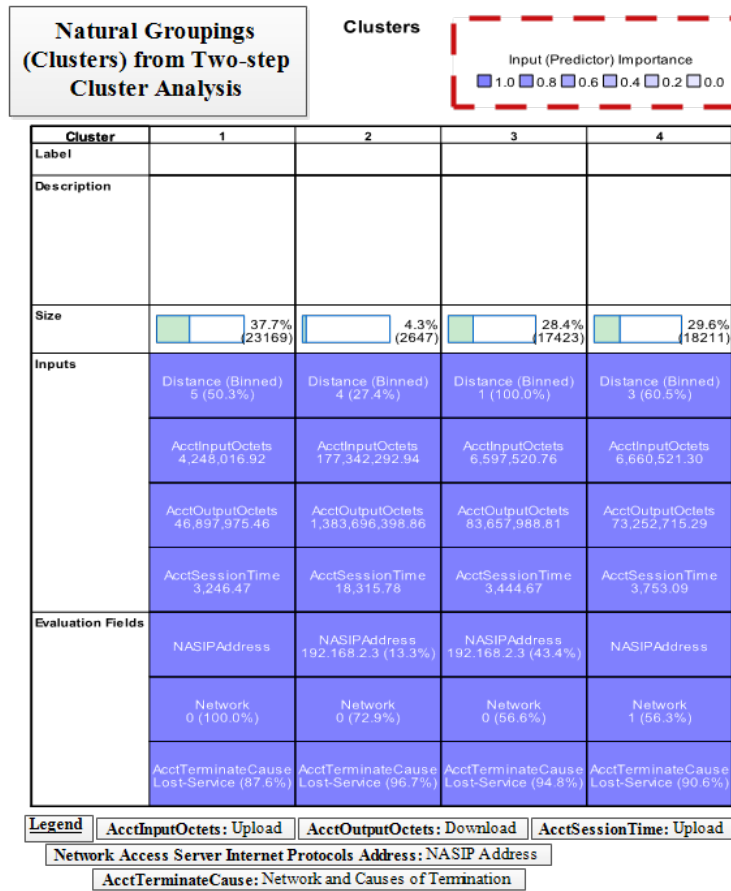 Natural Groupings
(Clusters) from Two-step
Cluster Analysis
Clusters
Input (Predictor) Importance
1.0 0.8 0.6 0.4 0.2 0.0
Cluster 1 2 3 4
Label
Description
Size
37.7% (23169)
4.3% (2647)
28.4% (17423)
29.6% (18211)
Inputs
Distance (Binned) Distance (Binned) Distance (Binned) Distance (Binned)
5 (50.3%) 4 (27.4%) 1 (100.0%) 3 (60.5%)
AcctInputOctets AcctInputOctets AcctInputOctets AcctInputOctets
4,248,016.92 177,342,292.94 6,597,520.76 6,660,521.30
AcctOutputOctets AcctOutputOctets AcctOutputOctets AcctOutputOctets
46,897,975.46 1,383,696,398.86 83,657,988.81 73,252,715.29
AcctSessionTime AcctSessionTime AcctSessionTime AcctSessionTime
3,246.47 18,315.78 3,444.67 3,753.09
Evaluation Fields
NASIPAddress NASIPAddress NASIPAddress NASIPAddress
192.168.2.3 (13.3%) 192.168.2.3 (43.4%)
Network Network Network Network
0 (100.0%) 0 (72.9%) 0 (56.6%) 1 (56.3%)
AcctTerminateCause AcctTerminateCause AcctTerminateCause AcctTerminateCause
Lost-Service (87.6%) Lost-Service (96.7%) Lost-Service (94.8%) Lost-Service (90.6%)
Legend AcctInputOctets: Upload AcctOutputOctets: Download AcctSessionTime: Upload
Network Access Server Internet Protocols Address: NASIP Address
AcctTerminateCause: Network and Causes of Termination